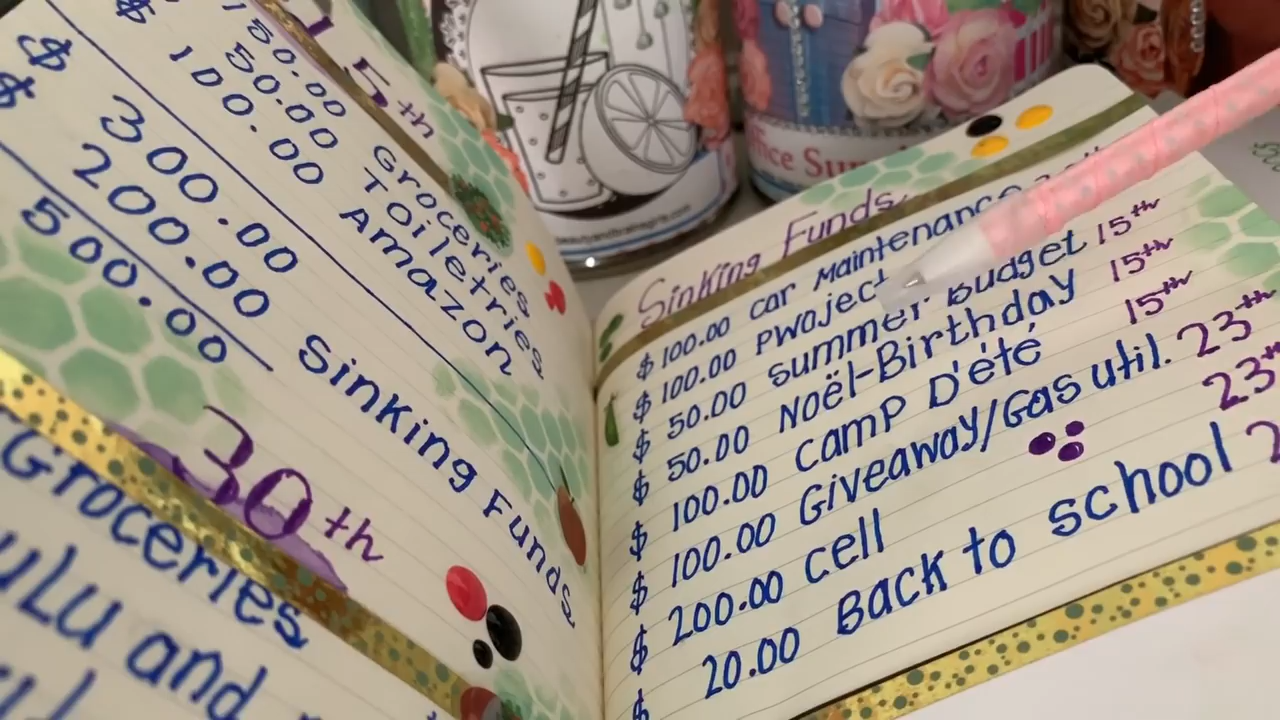 15th
$ 150.00 Groceries
50.00 Toiletries
$ 100.00 Amazon
$ 300.00
200.00 Sinking Funds
500.00
30th
Groceries
and
Office
Sinking Funds
$ 100.00 car Maintenance
$ 100.00 Pwoject
$ 50.00 summer Budget 15th
$ 50.00 Noël-Birthday 15th
$ 100.00 camp D'été 15th
$ 100.00 Giveaway/Gas util. 23th
$ 200.00 cell 23th
$ 20.00 Back to school